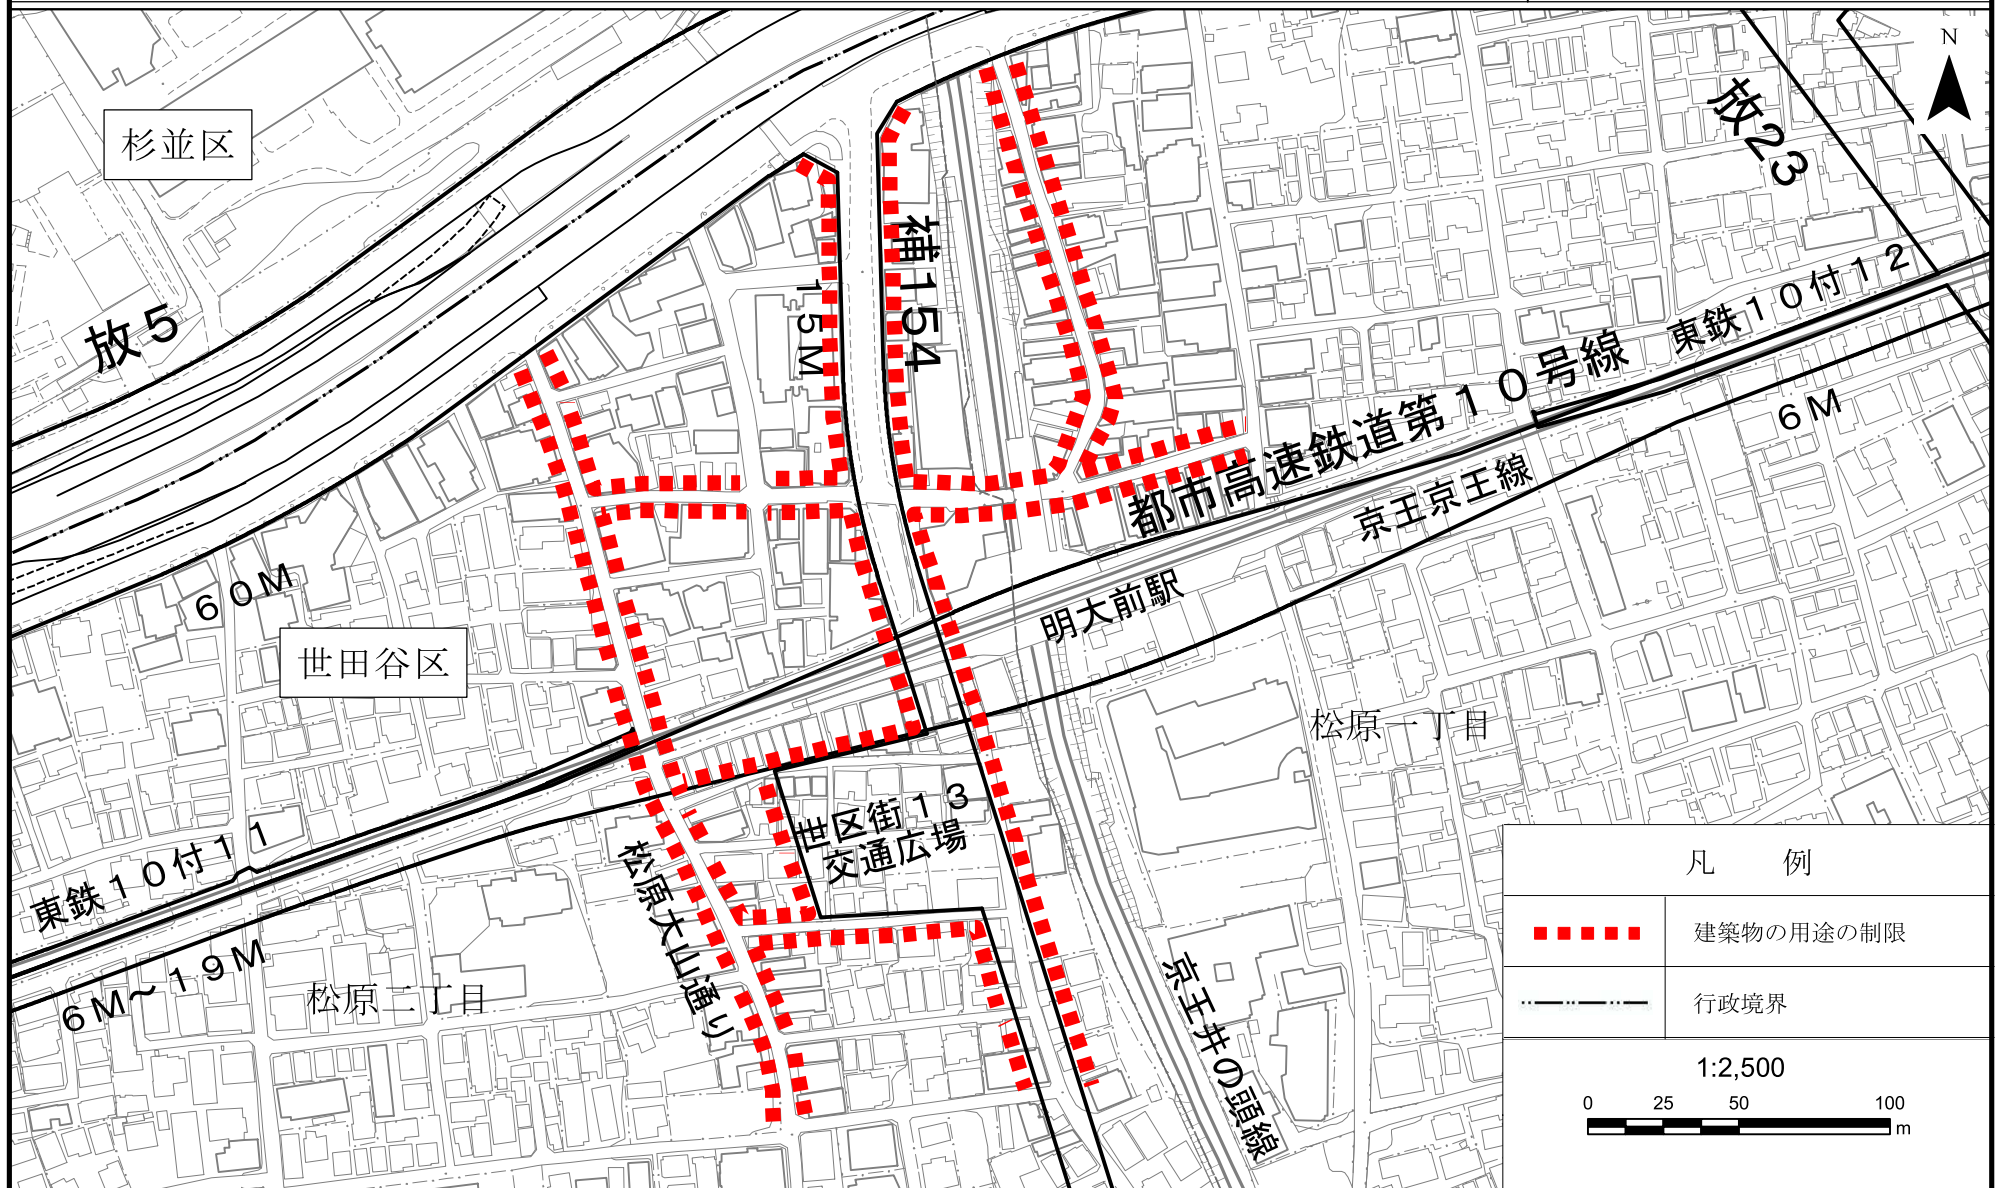 N
杉並区
放23
放5
補154
15M
東鉄10付12
都市高速鉄道第10号線
6M
京王京王線
60M
明大前駅
世田谷区
松原一丁目
世区街13
交通広場
東鉄10付11
松原大山通り
6M~19M
松原二丁目
京王井の頭線
凡 例
建築物の用途の制限
行政境界
1:2,500
0 25 50 100
m